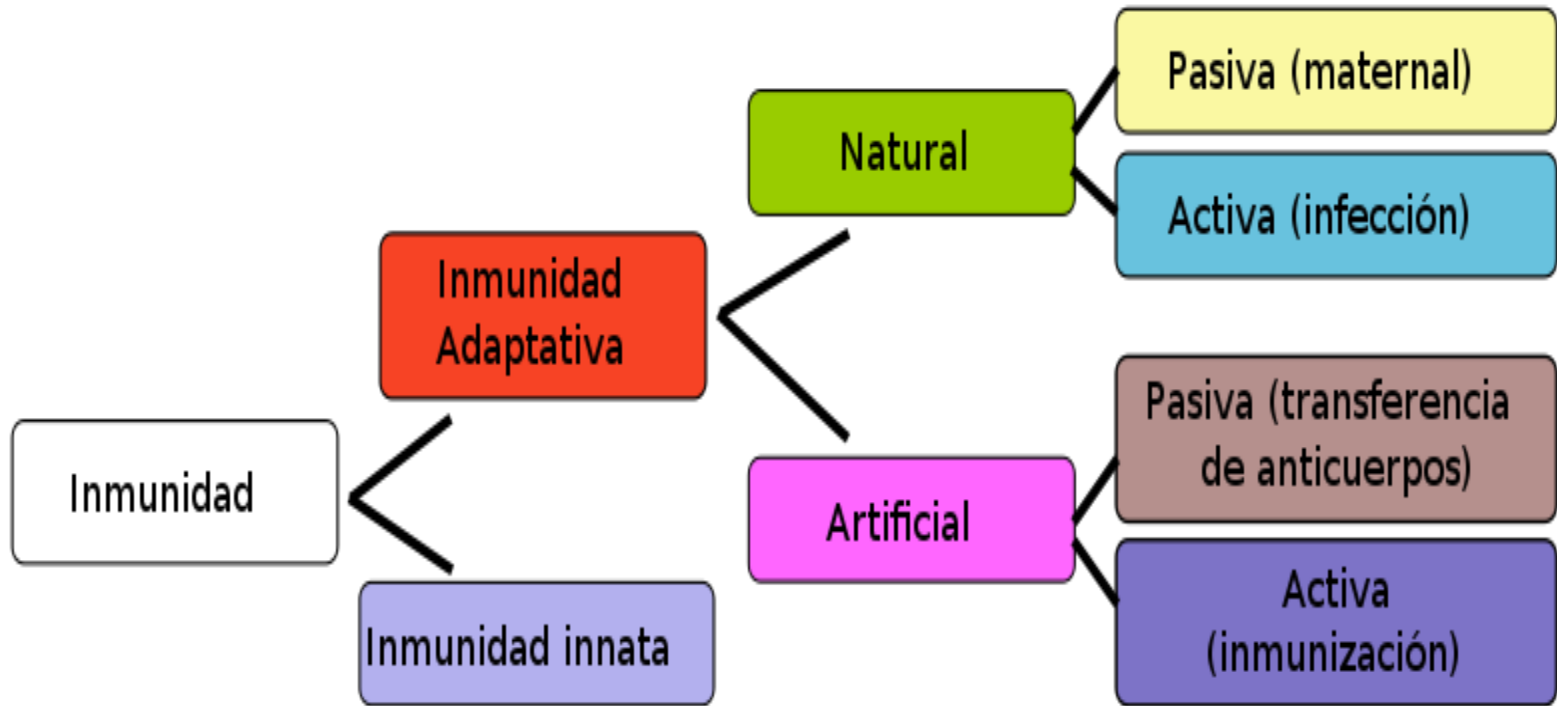 Inmunidad
Inmunidad
Adaptativa
Inmunidad innata
Natural
Artificial
Pasiva (maternal)
Activa (infección)
Pasiva (transferencia
de anticuerpos)
Activa
(inmunización)